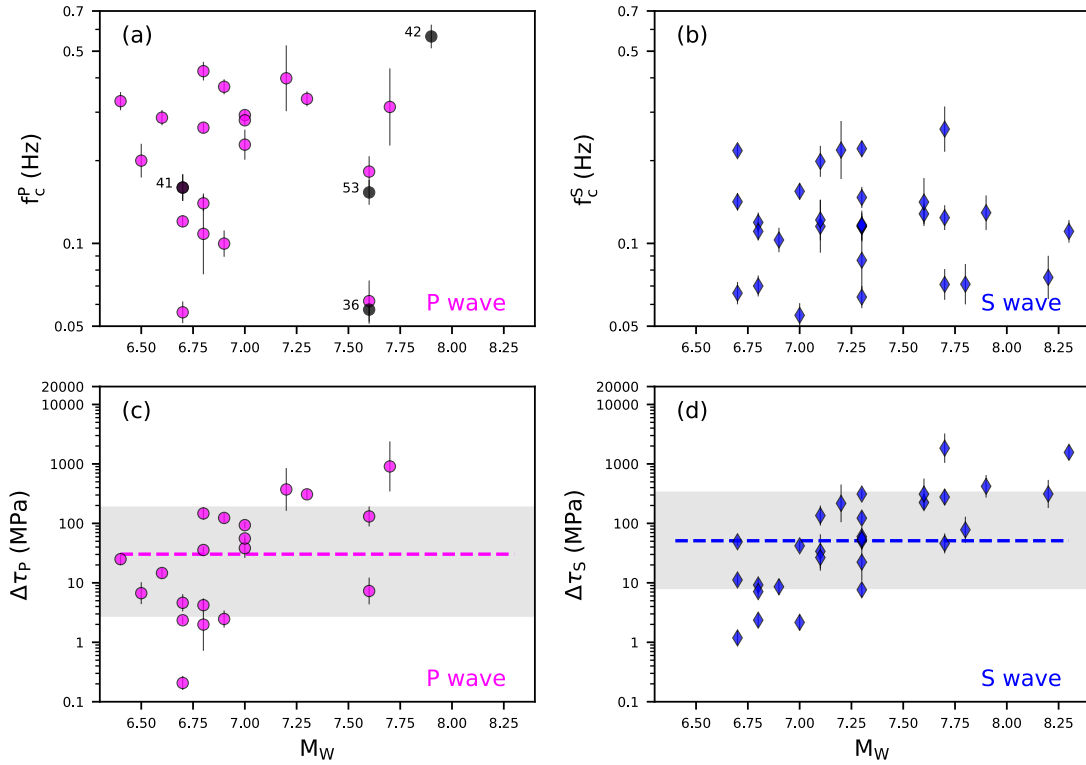 0.7
0.5
0.1
0.05
(a)
42
41
53
36
P wave
f_c^P (Hz)
6.50 6.75 7.00 7.25 7.50 7.75 8.00 8.25
0.7
0.5
0.1
0.05
(b)
S wave
f_c^S (Hz)
6.50 6.75 7.00 7.25 7.50 7.75 8.00 8.25
20000
10000
1000
100
10
1
0.1
(c)
P wave
Δτ_P (MPa)
6.50 6.75 7.00 7.25 7.50 7.75 8.00 8.25
M_W
20000
10000
1000
100
10
1
0.1
(d)
S wave
Δτ_S (MPa)
6.50 6.75 7.00 7.25 7.50 7.75 8.00 8.25
M_W